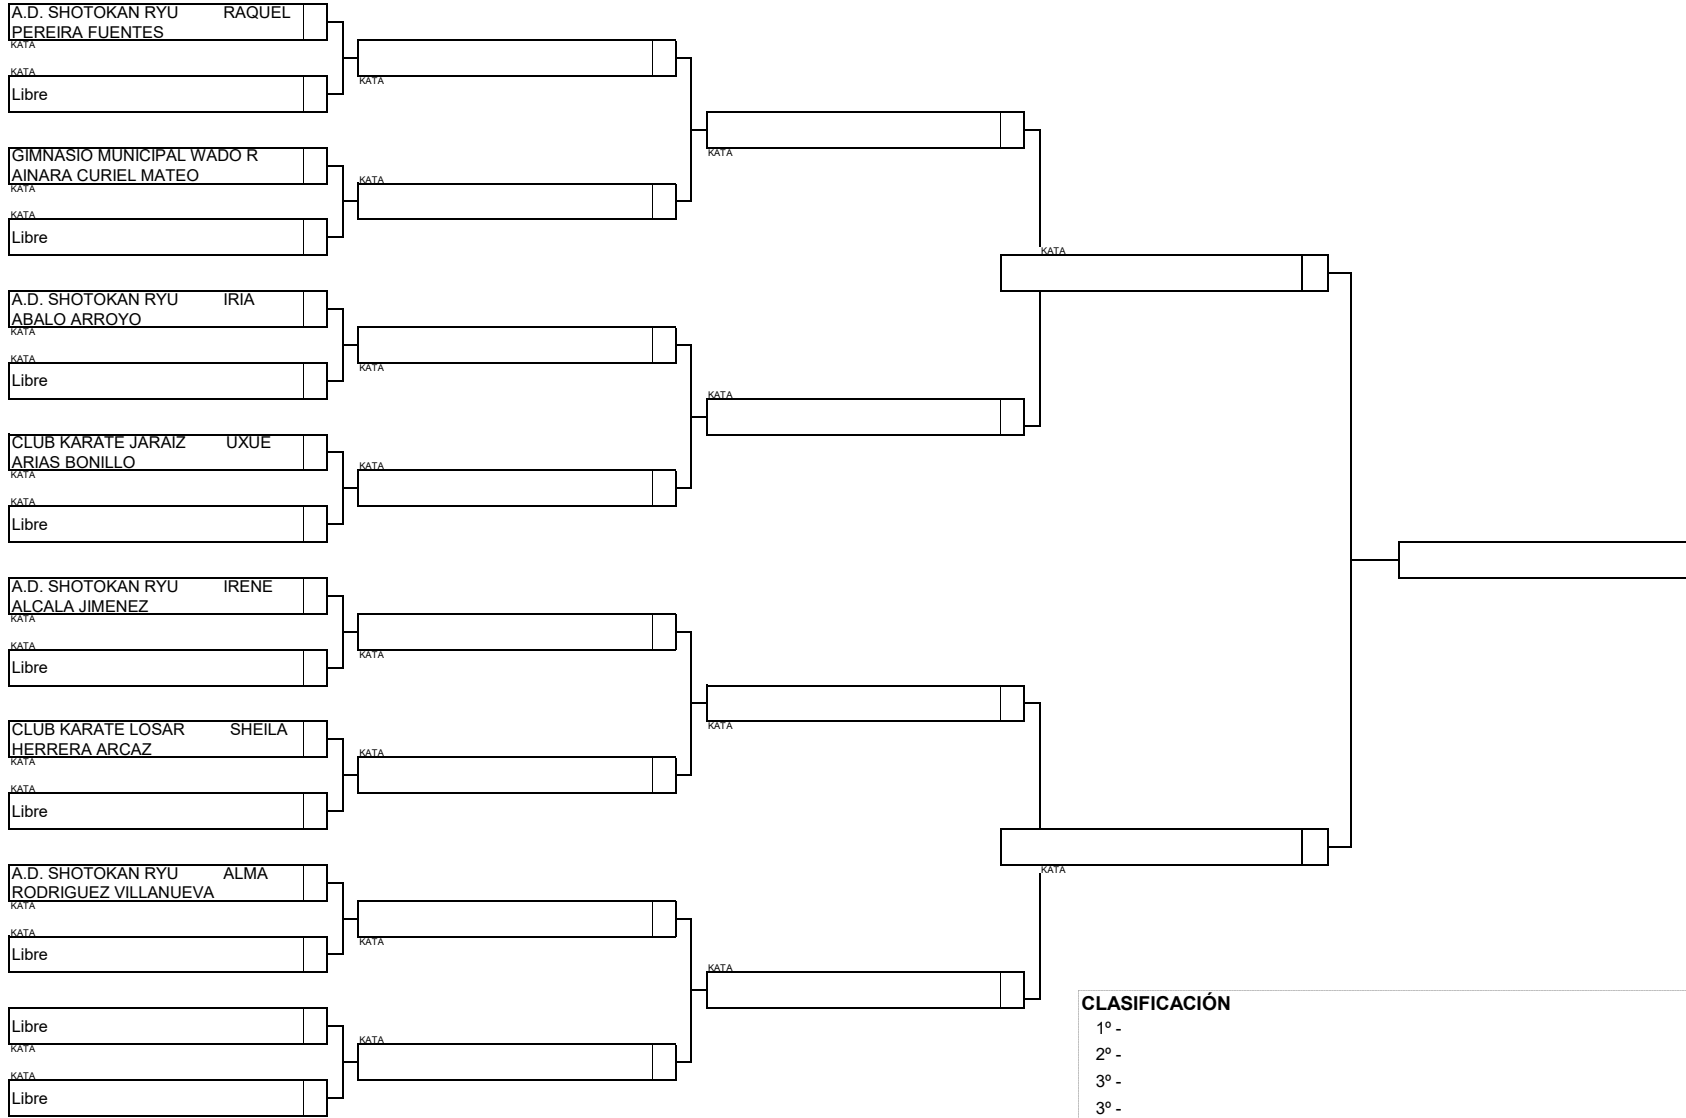 A.D. SHOTOKAN RYU RAQUEL
PEREIRA FUENTES
KATA
KATA
Libre
GIMNASIO MUNICIPAL WADO R
AINARA CURIEL MATEO
KATA
KATA
Libre
A.D. SHOTOKAN RYU IRIA
ABALO ARROYO
KATA
KATA
Libre
CLUB KARATE JARAIZ UXUE
ARIAS BONILLO
KATA
KATA
Libre
A.D. SHOTOKAN RYU IRENE
ALCALA JIMENEZ
KATA
KATA
Libre
CLUB KARATE LOSAR SHEILA
HERRERA ARCAZ
KATA
KATA
Libre
A.D. SHOTOKAN RYU ALMA
RODRIGUEZ VILLANUEVA
KATA
KATA
Libre
Libre
KATA
KATA
Libre
KATA
KATA
KATA
KATA
KATA
KATA
KATA
KATA
KATA
KATA
KATA
KATA
KATA
KATA
CLASIFICACIÓN
1º -
2º -
3º -
3º -